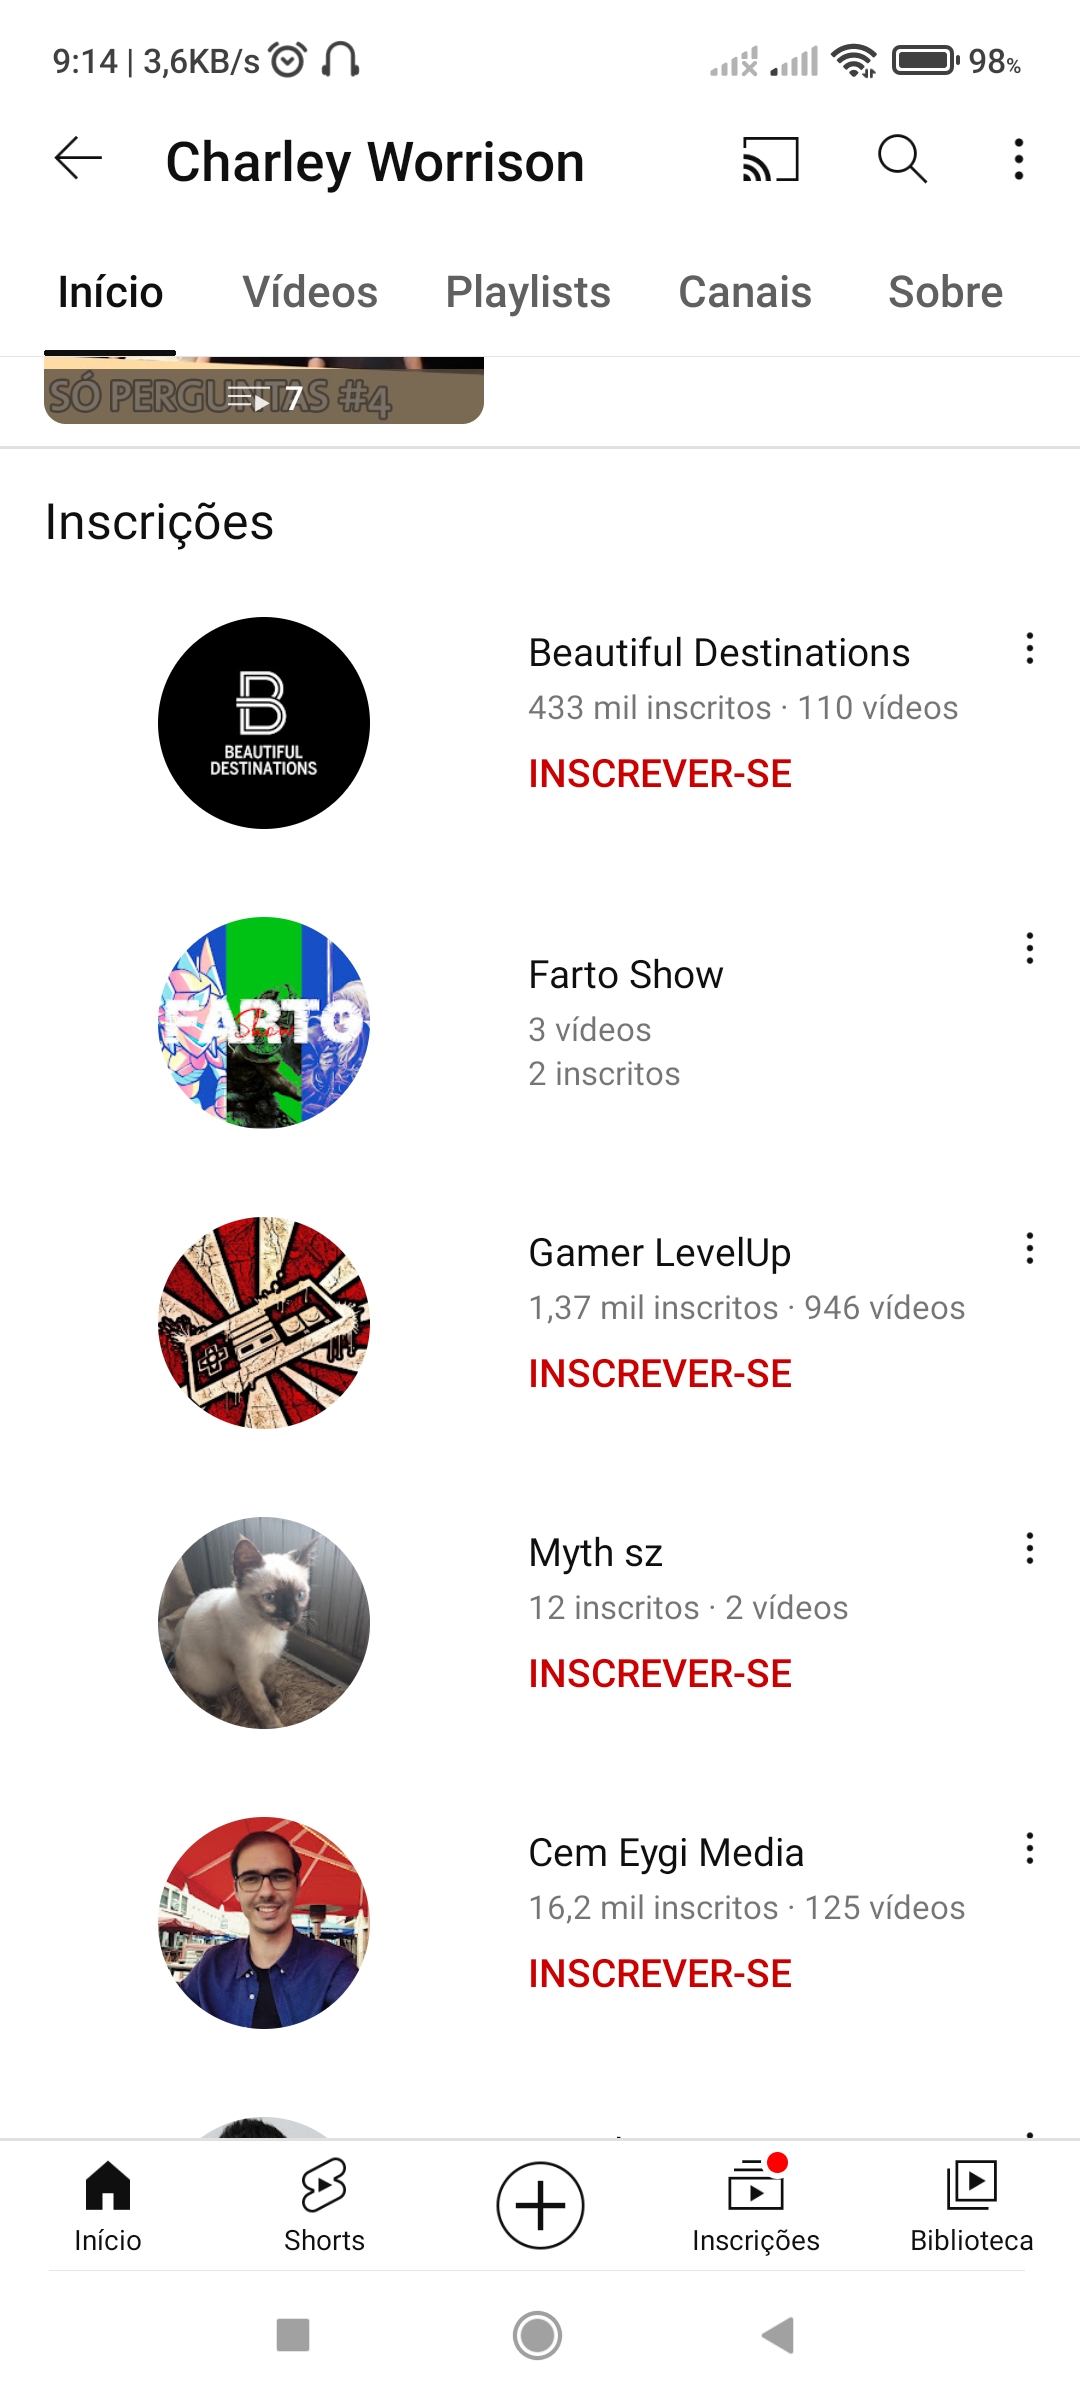 9:14 | 3,6KB/s
98%
Charley Worrison
Início
Vídeos
Playlists
Canais
Sobre
SÓ PERGUNTAS #4
7
Inscrições
B
BEAUTIFUL
DESTINATIONS
Beautiful Destinations
433 mil inscritos · 110 vídeos
INSCREVER-SE
FARTO
Show
Farto Show
3 vídeos
2 inscritos
Gamer LevelUp
1,37 mil inscritos · 946 vídeos
INSCREVER-SE
Myth sz
12 inscritos · 2 vídeos
INSCREVER-SE
Cem Eygi Media
16,2 mil inscritos · 125 vídeos
INSCREVER-SE
Início
Shorts
Inscrições
Biblioteca